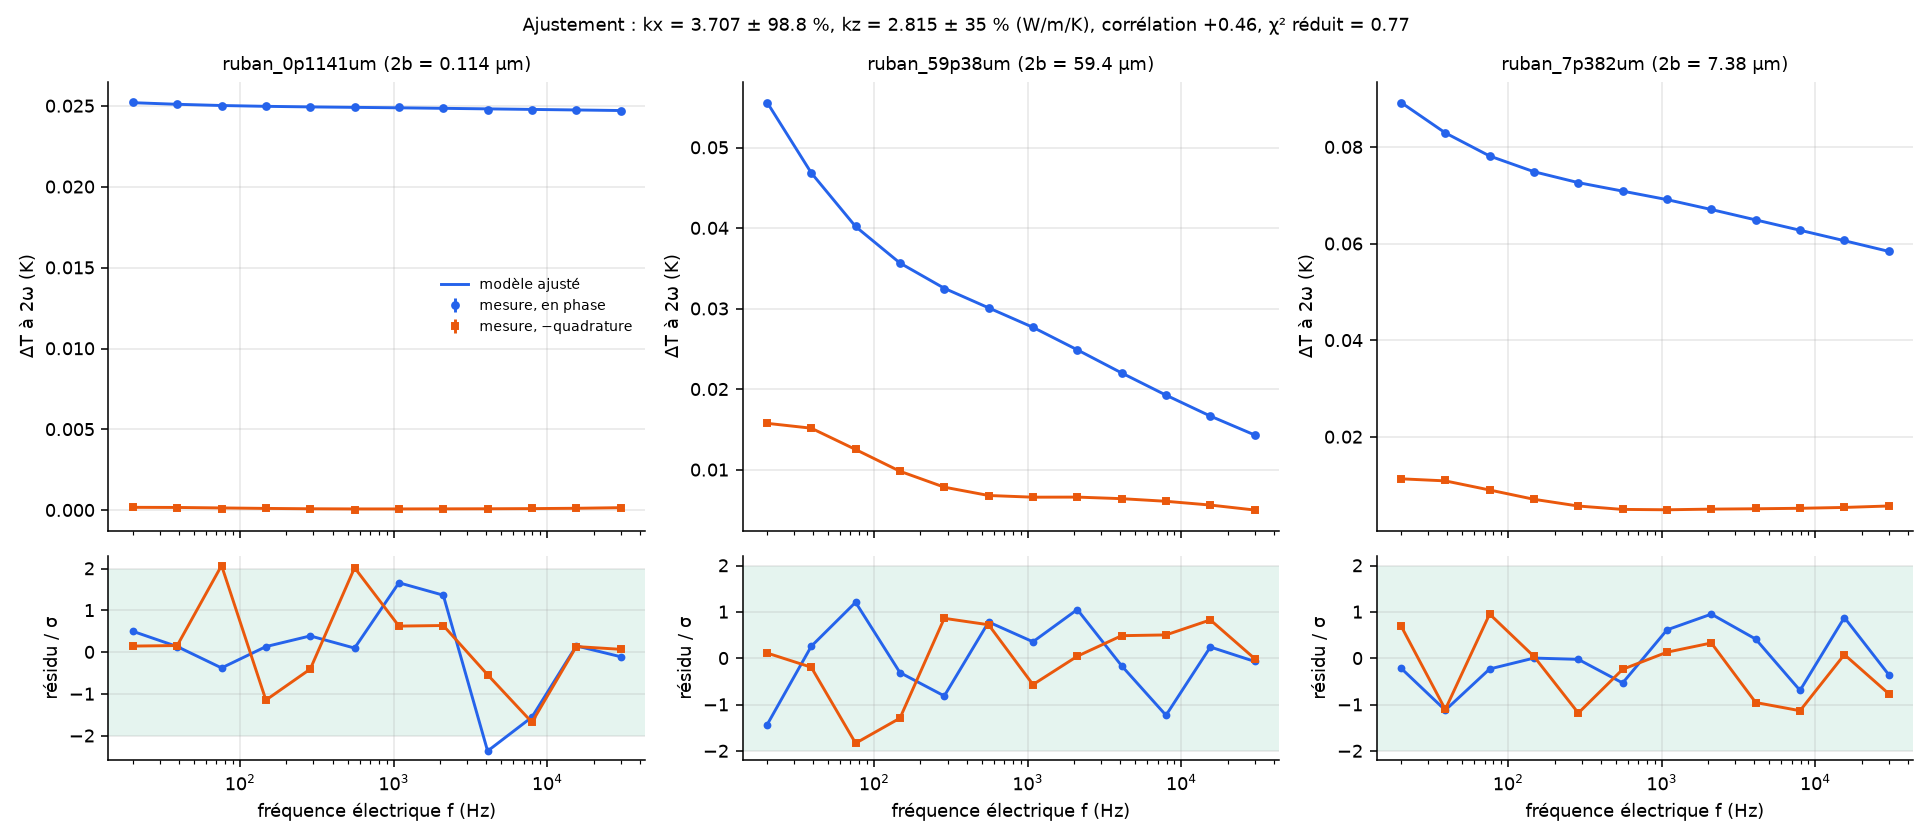 Ajustement : kx = 3.707 ± 98.8 %, kz = 2.815 ± 35 % (W/m/K), corrélation +0.46, χ² réduit = 0.77
ruban_0p1141um (2b = 0.114 µm)
ΔT à 2ω (K)
0.025
0.020
0.015
0.010
0.005
0.000
modèle ajusté
mesure, en phase
mesure, −quadrature
résidu / σ
2
1
0
−1
−2
10²
10³
10⁴
fréquence électrique f (Hz)
ruban_59p38um (2b = 59.4 µm)
ΔT à 2ω (K)
0.05
0.04
0.03
0.02
0.01
résidu / σ
2
1
0
−1
−2
10²
10³
10⁴
fréquence électrique f (Hz)
ruban_7p382um (2b = 7.38 µm)
ΔT à 2ω (K)
0.08
0.06
0.04
0.02
résidu / σ
2
1
0
−1
−2
10²
10³
10⁴
fréquence électrique f (Hz)